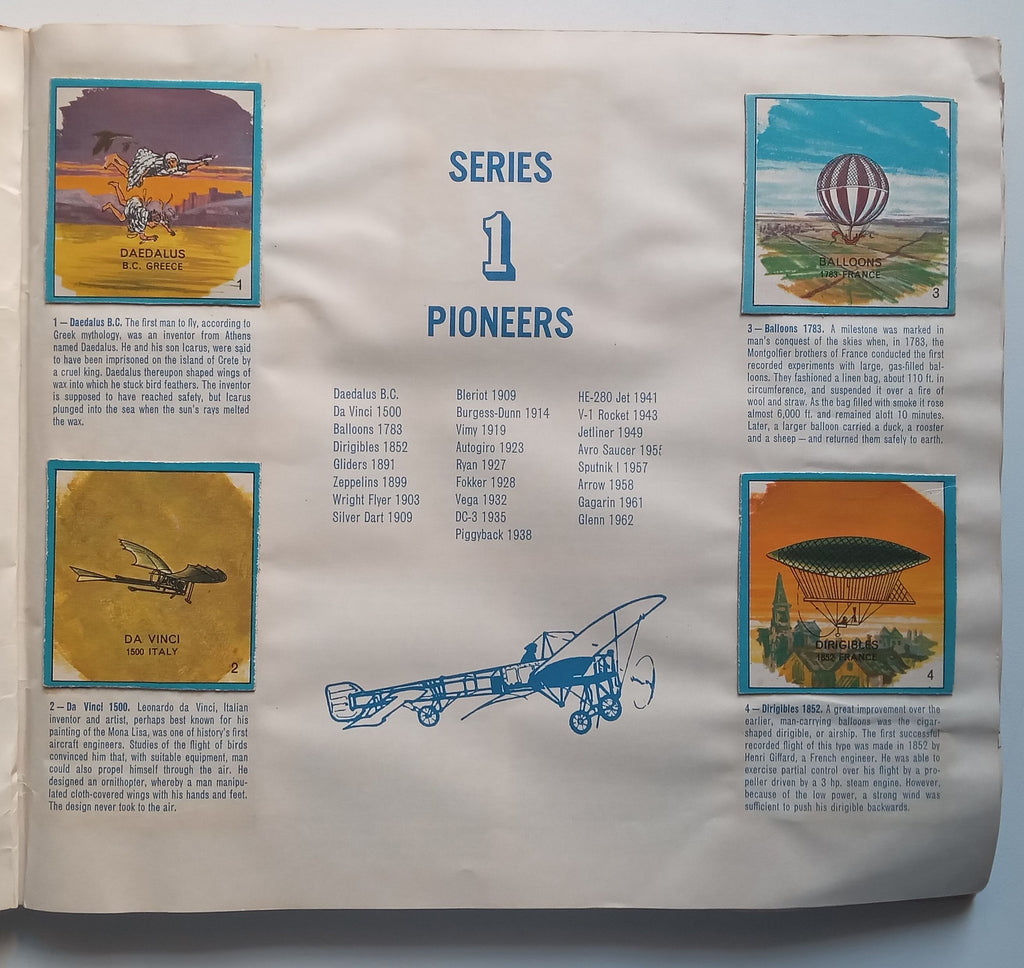 DAEDALUS
B.C. GREECE
1
1 — Daedalus B.C. The first man to fly, according to
Greek mythology, was an inventor from Athens
named Daedalus. He and his son Icarus, were said
to have been imprisoned on the island of Crete by
a cruel king. Daedalus thereupon shaped wings of
wax into which he stuck bird feathers. The inventor
is supposed to have reached safety, but Icarus
plunged into the sea when the sun's rays melted
the wax.
DA VINCI
1500 ITALY
2
2 – Da Vinci 1500. Leonardo da Vinci, Italian
inventor and artist, perhaps best known for his
painting of the Mona Lisa, was one of history's first
aircraft engineers. Studies of the flight of birds
convinced him that, with suitable equipment, man
could also propel himself through the air. He
designed an ornithopter, whereby a man manipu-
lated cloth-covered wings with his hands and feet.
The design never took to the air.
SERIES
1
PIONEERS
Daedalus B.C.
Da Vinci 1500
Balloons 1783
Dirigibles 1852
Gliders 1891
Zeppelins 1899
Wright Flyer 1903
Silver Dart 1909
Bleriot 1909
Burgess-Dunn 1914
Vimy 1919
Autogiro 1923
Ryan 1927
Fokker 1928
Vega 1932
DC-3 1935
Piggyback 1938
HE-280 Jet 1941
V-1 Rocket 1943
Jetliner 1949
Avro Saucer
Sputnik I 1957
Arrow 1958
Gagarin 1961
Glenn 1962
BALLOONS
1783 FRANCE
3
3 — Balloons 1783. A milestone was marked in
man's conquest of the skies when, in 1783, the
Montgolfier brothers of France conducted the first
recorded experiments with large, gas-filled bal-
loons. They fashioned a linen bag, about 110 ft. in
circumference, and suspended it over a fire of
wool and straw. As the bag filled with smoke it rose
almost 6,000 ft. and remained aloft 10 minutes.
Later, a larger balloon carried a duck, a rooster
and a sheep — and returned them safely to earth.
DIRIGIBLES
1852 FRANCE
4
4 — Dirigibles 1852. A great improvement over the
earlier, man-carrying balloons was the cigar-
shaped dirigible, or airship. The first successful
recorded flight of this type was made in 1852 by
Henri Giffard, a French engineer. He was able to
exercise partial control over his flight by a pro-
peller driven by a 3 hp. steam engine. However,
because of the low power, a strong wind was
sufficient to push his dirigible backwards.